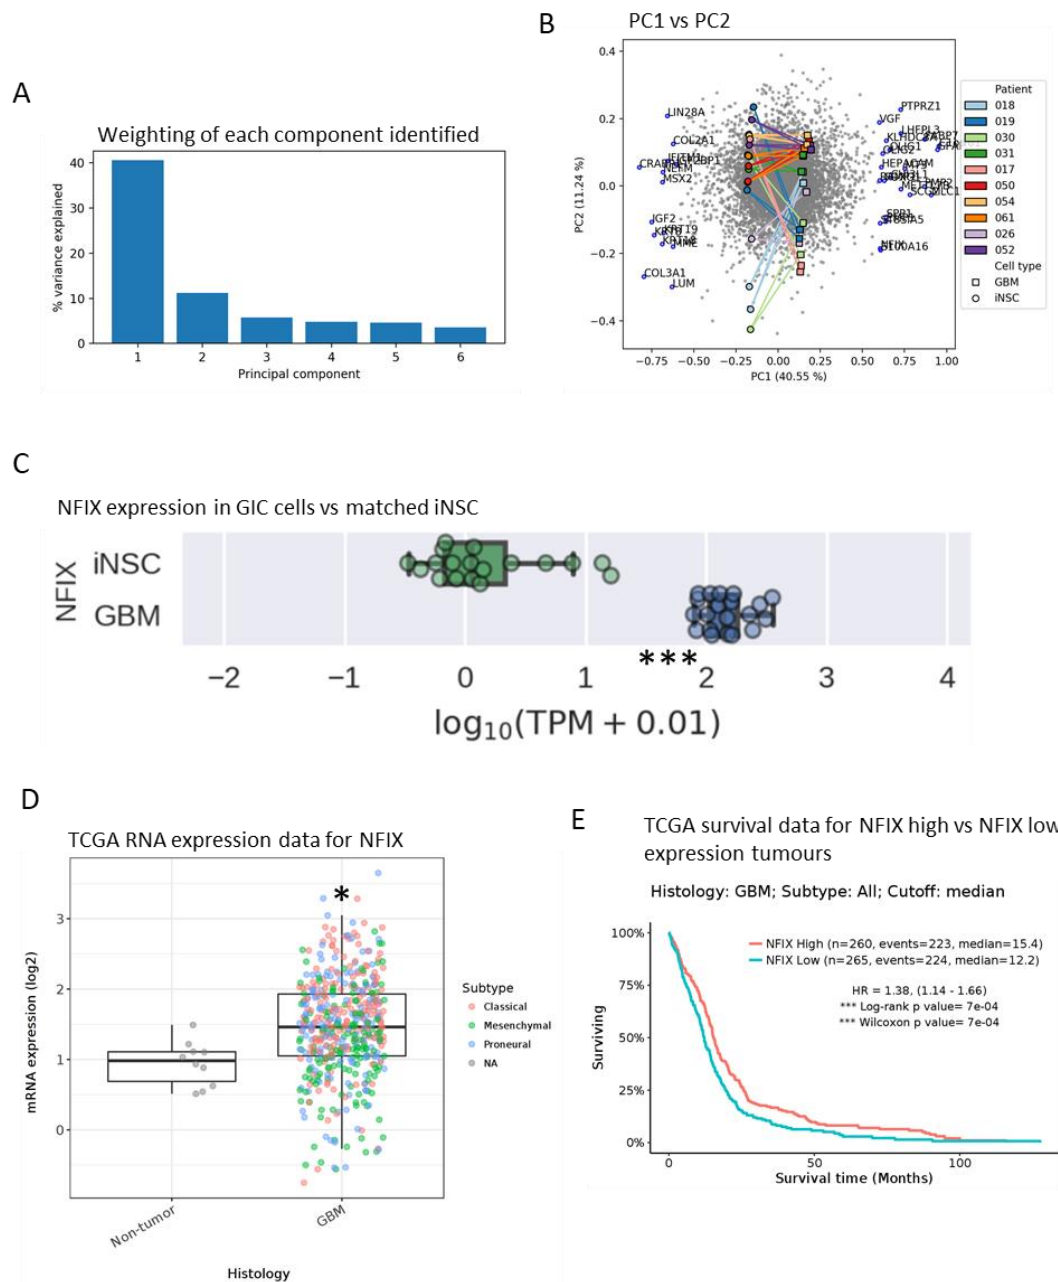 A
Weighting of each component identified
% variance explained
40
30
20
10
0
1 2 3 4 5 6
Principal component
B
PC1 vs PC2
PC2 (11.24 %)
0.4
0.2
0.0
−0.2
−0.4
−0.75 −0.50 −0.25 0.00 0.25 0.50 0.75 1.00
PC1 (40.55 %)
LIN28A
COL2A1
MSX2
IGF2
KRT19
COL3A1
LUM
PTPRZ1
VGF
HEPACAM
S100A16
NFIX
Patient
018
019
030
031
017
050
054
061
026
052
Cell type
GBM
iNSC
C
NFIX expression in GIC cells vs matched iNSC
NFIX
iNSC
GBM
***
−2 −1 0 1 2 3 4
log10(TPM + 0.01)
D
TCGA RNA expression data for NFIX
mRNA expression (log2)
3
2
1
0
*
Non-tumor
GBM
Histology
Subtype
Classical
Mesenchymal
Proneural
NA
E
TCGA survival data for NFIX high vs NFIX low
expression tumours
Histology: GBM; Subtype: All; Cutoff: median
Surviving
100%
75%
50%
25%
0%
NFIX High (n=260, events=223, median=15.4)
NFIX Low (n=265, events=224, median=12.2)
HR = 1.38, (1.14 - 1.66)
*** Log-rank p value= 7e-04
*** Wilcoxon p value= 7e-04
0 50 100
Survival time (Months)